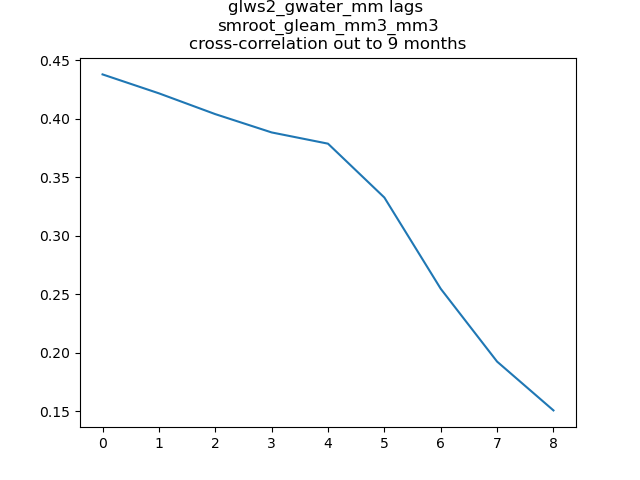 glws2_gwater_mm lags
smroot_gleam_mm3_mm3
cross-correlation out to 9 months
0.45
0.40
0.35
0.30
0.25
0.20
0.15
0 1 2 3 4 5 6 7 8